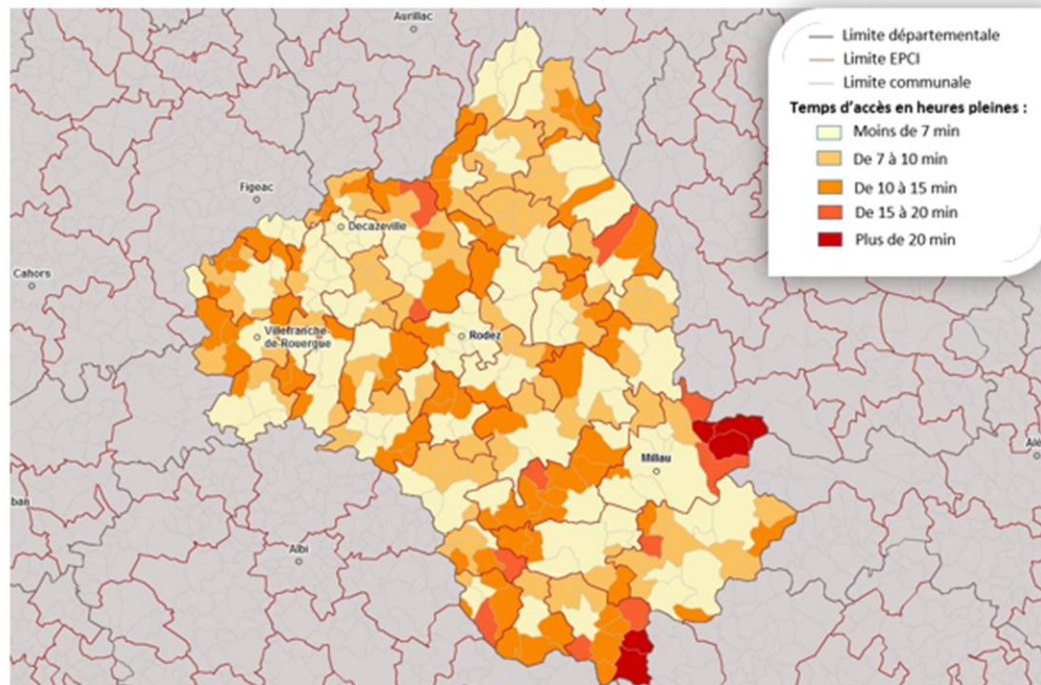 Aurillac
Limite départementale
Limite EPCI
Limite communale
Temps d'accès en heures pleines :
Moins de 7 min
De 7 à 10 min
De 10 à 15 min
De 15 à 20 min
Plus de 20 min
Figeac
Decazeville
Cahors
Villefranche-
de-Rouergue
Rodez
Alè
Millau
ban
Albi